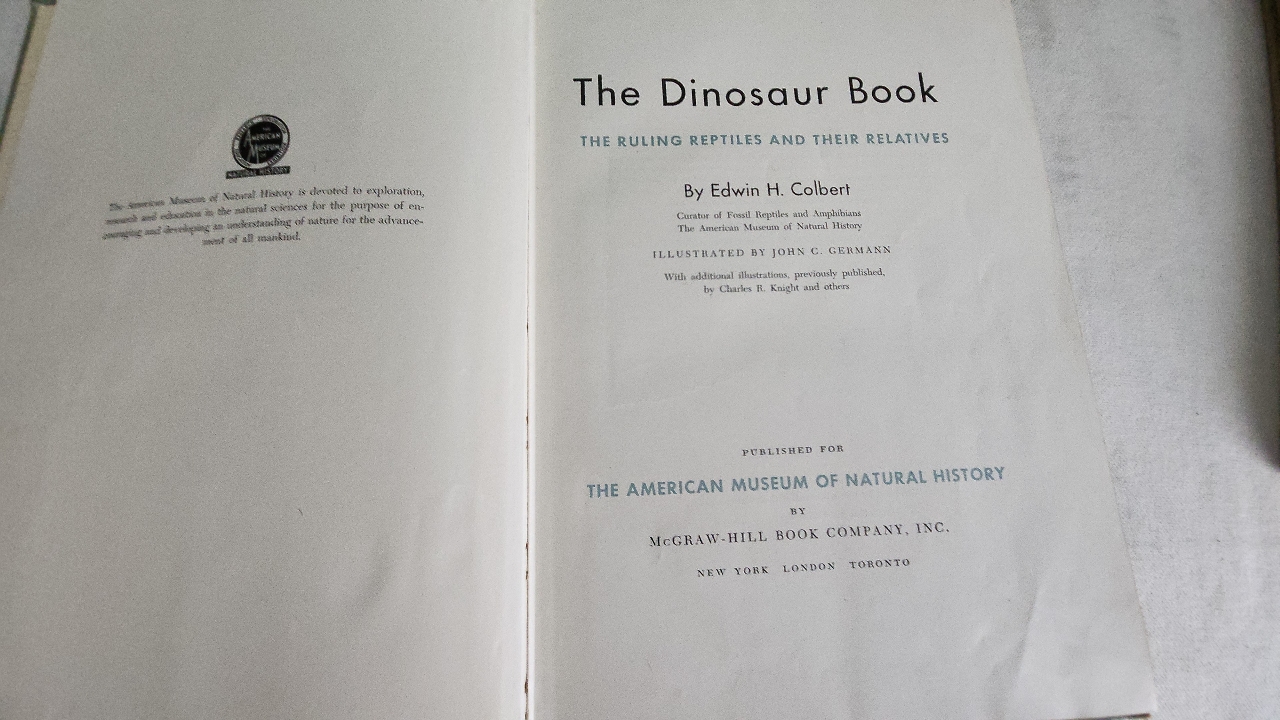 THE
AMERICAN
MUSEUM
OF
NATURAL HISTORY
The American Museum of Natural History is devoted to exploration,
research and education in the natural sciences for the purpose of en-
couraging and developing an understanding of nature for the advance-
ment of all mankind.
The Dinosaur Book
THE RULING REPTILES AND THEIR RELATIVES
By Edwin H. Colbert
Curator of Fossil Reptiles and Amphibians
The American Museum of Natural History
ILLUSTRATED BY JOHN C. GERMANN
With additional illustrations, previously published,
by Charles R. Knight and others
PUBLISHED FOR
THE AMERICAN MUSEUM OF NATURAL HISTORY
BY
McGRAW-HILL BOOK COMPANY, INC.
NEW YORK LONDON TORONTO